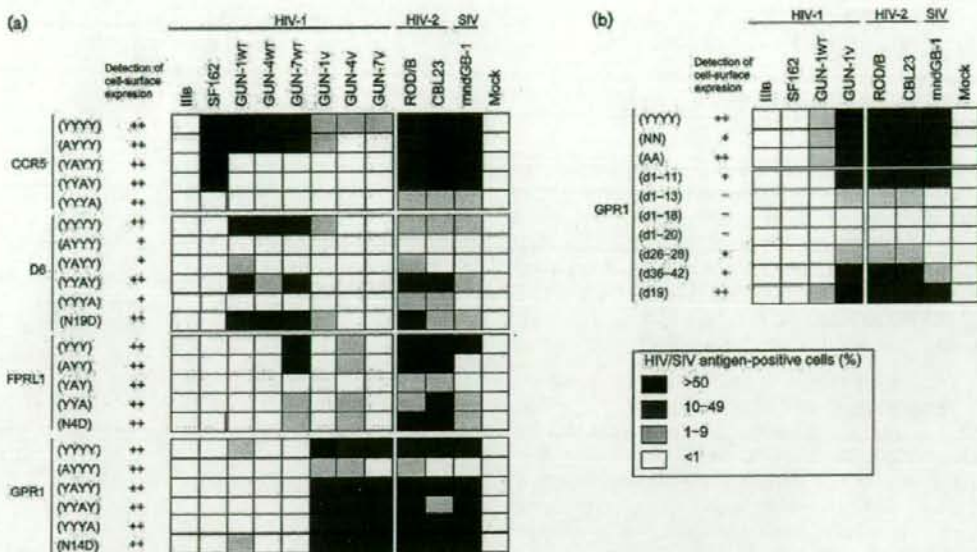 (a)
HIV-1 HIV-2 SIV
Detection of cell-surface expresion
IIIB SF162 GUN-1WT GUN-4WT GUN-7WT GUN-1V GUN-4V GUN-7V ROD/B CBL23 mndGB-1 Mock
CCR5
(YYYY) ++
(AYYY) ++
(YAYY) ++
(YYAY) ++
(YYYA) ++
D6
(YYYY) ++
(AYYY) +
(YAYY) +
(YYAY) ++
(YYYA) +
(N19D) ++
FPRL1
(YYY) ++
(AYY) ++
(YAY) ++
(YYA) ++
(N4D) ++
GPR1
(YYYY) ++
(AYYY) ++
(YAYY) ++
(YYAY) ++
(YYYA) ++
(N14D) ++
(b)
HIV-1 HIV-2 SIV
Detection of cell-surface expresion
IIIB SF162 GUN-1WT GUN-1V ROD/B CBL23 mndGB-1 Mock
GPR1
(YYYY) ++
(NN) +
(AA) ++
(d1-11) +
(d1-13) -
(d1-18) -
(d1-20) -
(d26-28) +
(d36-42) +
(d19) ++
HIV/SIV antigen-positive cells (%)
>50
10-49
1-9
<1